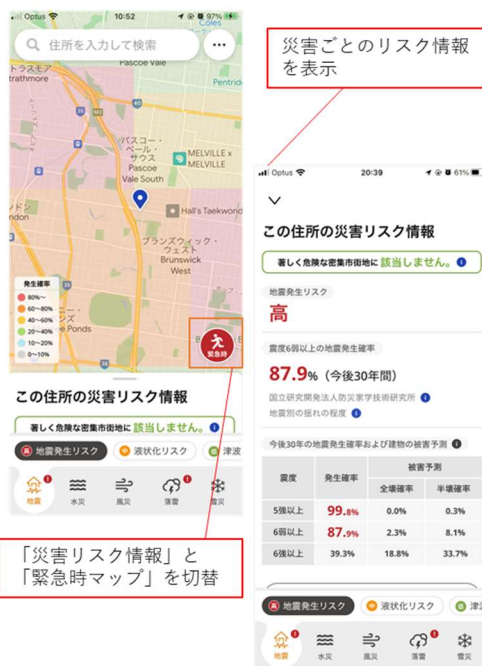 Optus 10:52 97%
Coles
住所を入力して検索
トラスモア
trathmore
Pascoe Vale
Pentrid
パスコー・
ベール・
サウス
Pascoe
Vale South
MELVILLE x
MELVILLE
Hall's Taekwond
ンドン
ndon
ブランズウィック・
ウェスト
Brunswick
West
e Ponds
発生確率
80%〜
60〜80%
40〜60%
20〜40%
10〜20%
0〜10%
緊急時
この住所の災害リスク情報
著しく危険な密集市街地に該当しません。
高 地震発生リスク
中 液状化リスク
津波
地震
水災
風災
落雷
雪災
「災害リスク情報」と
「緊急時マップ」を切替
災害ごとのリスク情報
を表示
Optus 20:39 61%
この住所の災害リスク情報
著しく危険な密集市街地に該当しません。
地震発生リスク
高
震度6弱以上の地震発生確率
87.9%（今後30年間）
国立研究開発法人防災家学技術研究所
地震別の揺れの程度
今後30年の地震発生確率および建物の被害予測
震度 発生確率 被害予測
全壊確率 半壊確率
5強以上 99.8% 0.0% 0.3%
6弱以上 87.9% 2.3% 8.1%
6強以上 39.3% 18.8% 33.7%
高 地震発生リスク
中 液状化リスク
津波
地震
水災
風災
落雷
雪災